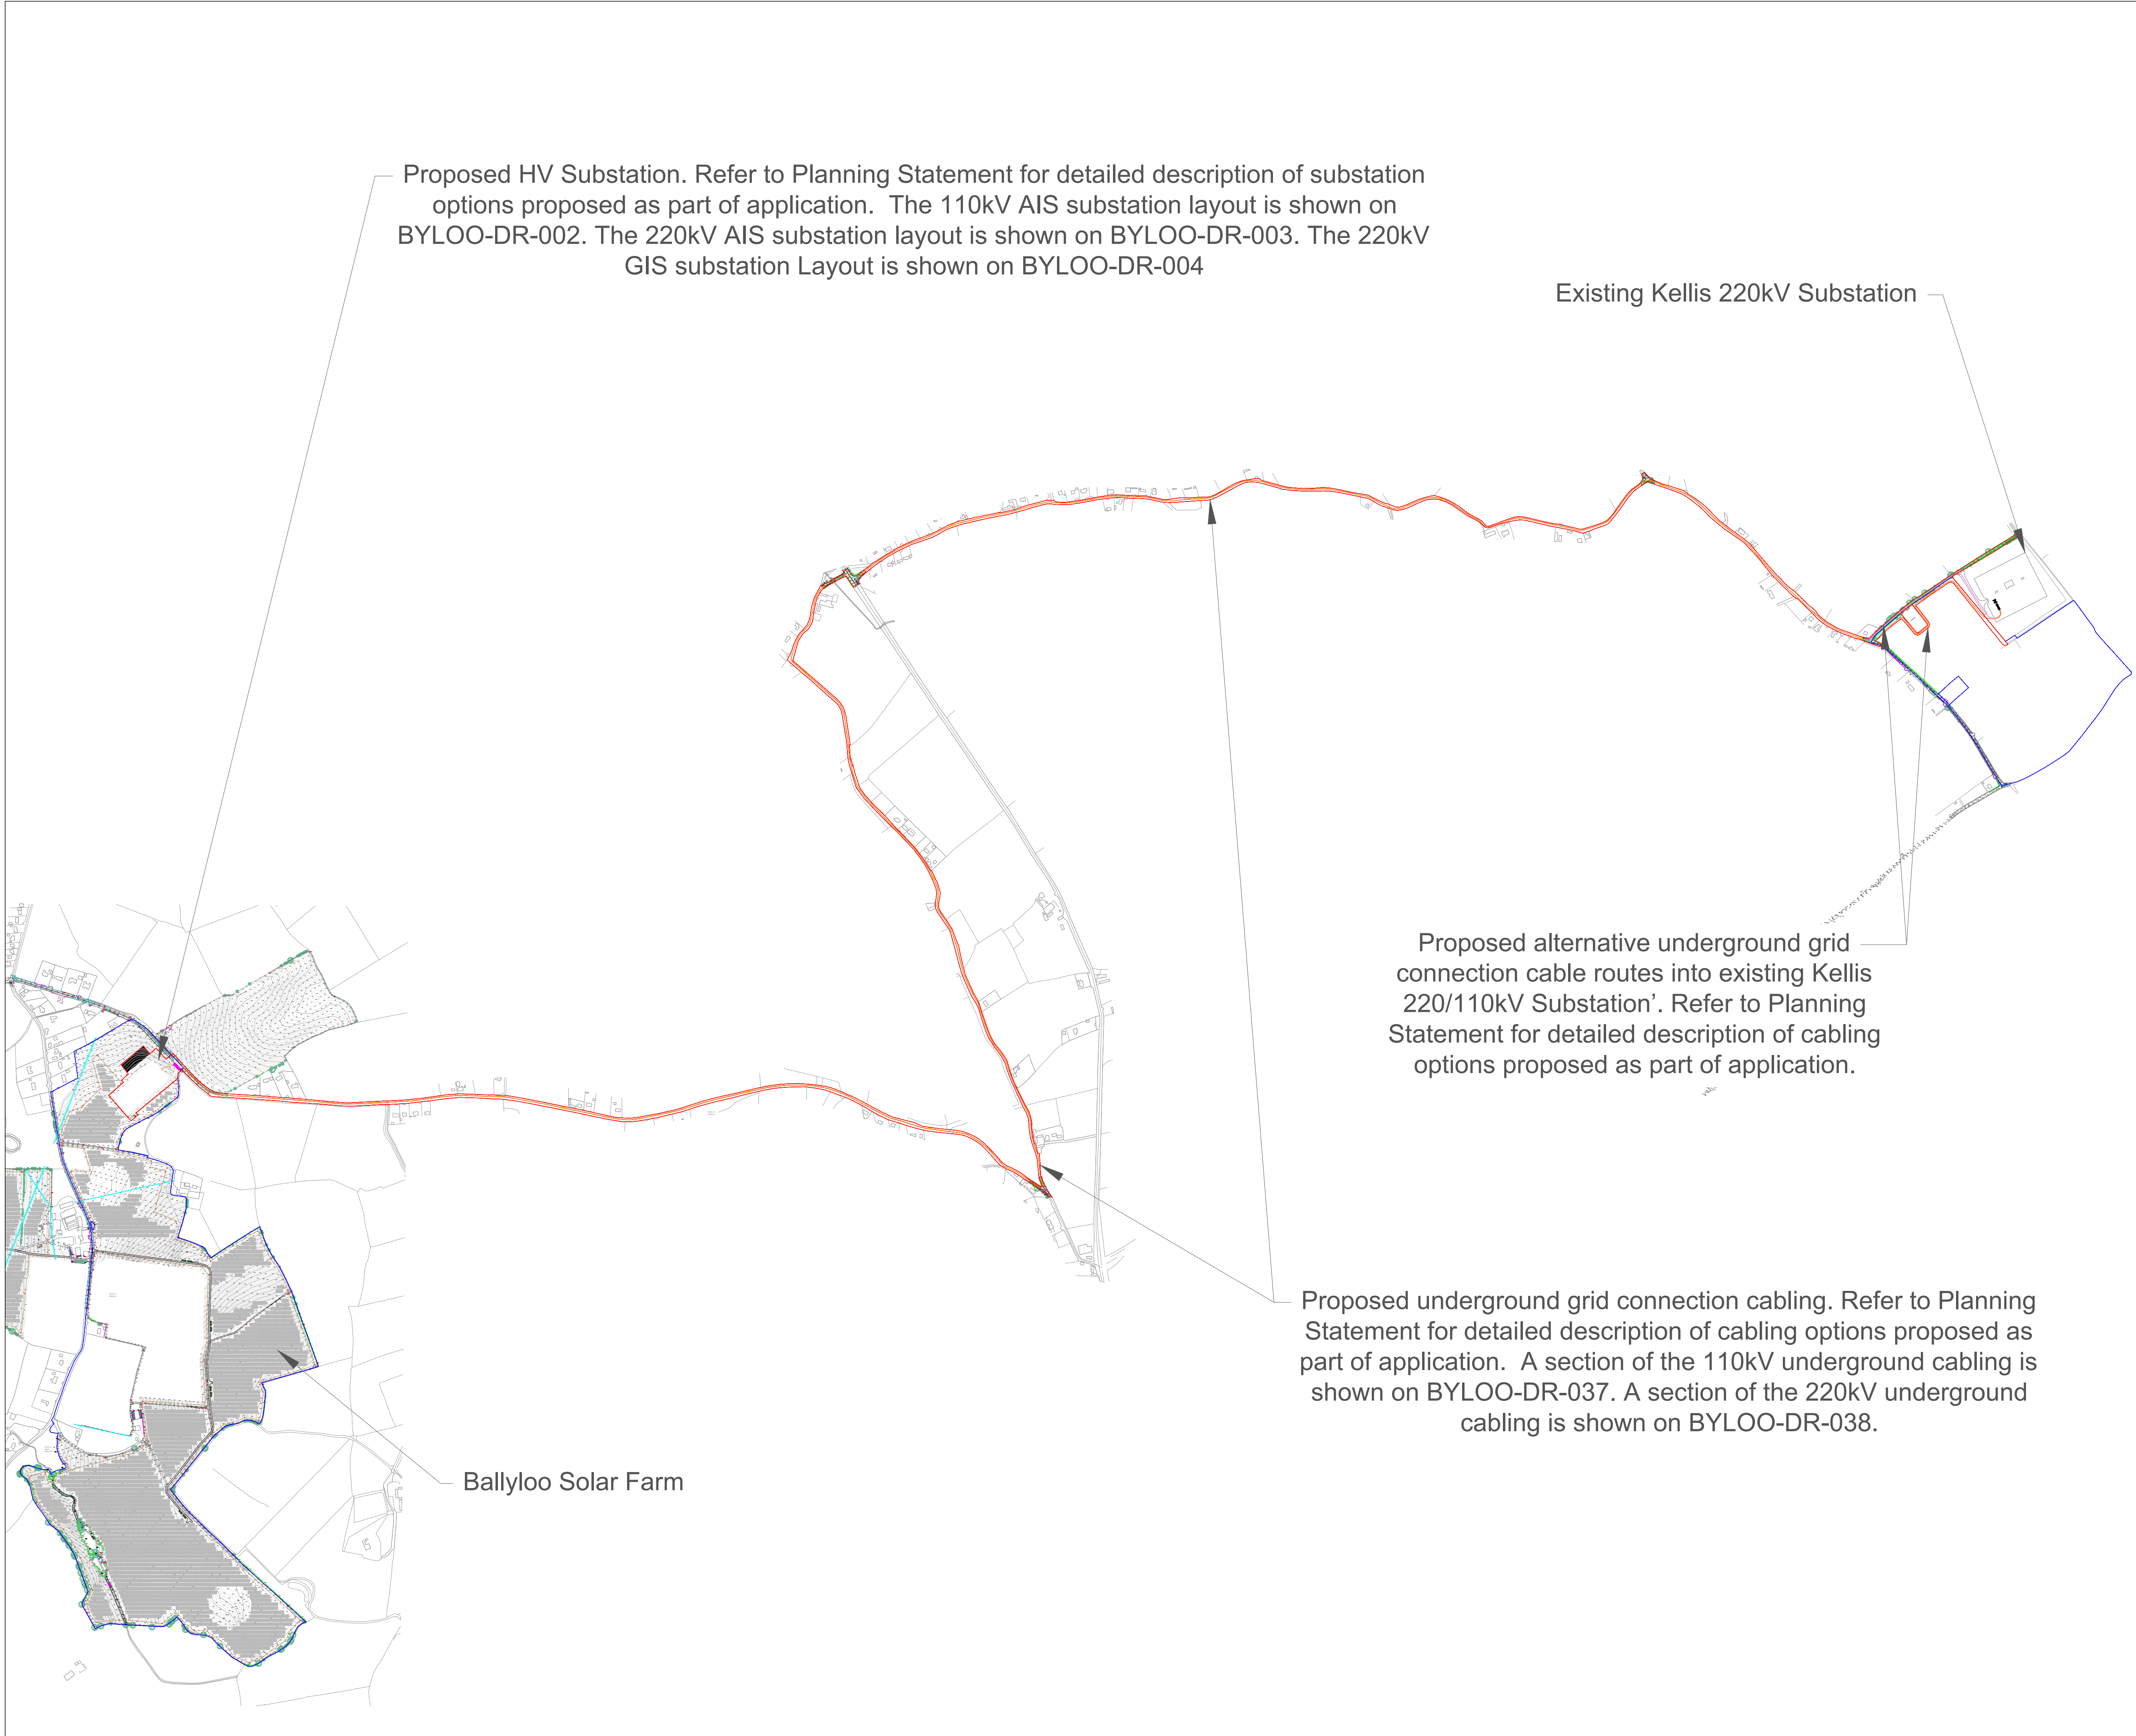 Proposed HV Substation. Refer to Planning Statement for detailed description of substation
options proposed as part of application.  The 110kV AIS substation layout is shown on
BYLOO-DR-002. The 220kV AIS substation layout is shown on BYLOO-DR-003. The 220kV
GIS substation Layout is shown on BYLOO-DR-004
Existing Kellis 220kV Substation
Proposed alternative underground grid
connection cable routes into existing Kellis
220/110kV Substation’. Refer to Planning
Statement for detailed description of cabling
options proposed as part of application.
Proposed underground grid connection cabling. Refer to Planning
Statement for detailed description of cabling options proposed as
part of application.  A section of the 110kV underground cabling is
shown on BYLOO-DR-037. A section of the 220kV underground
cabling is shown on BYLOO-DR-038.
Ballyloo Solar Farm